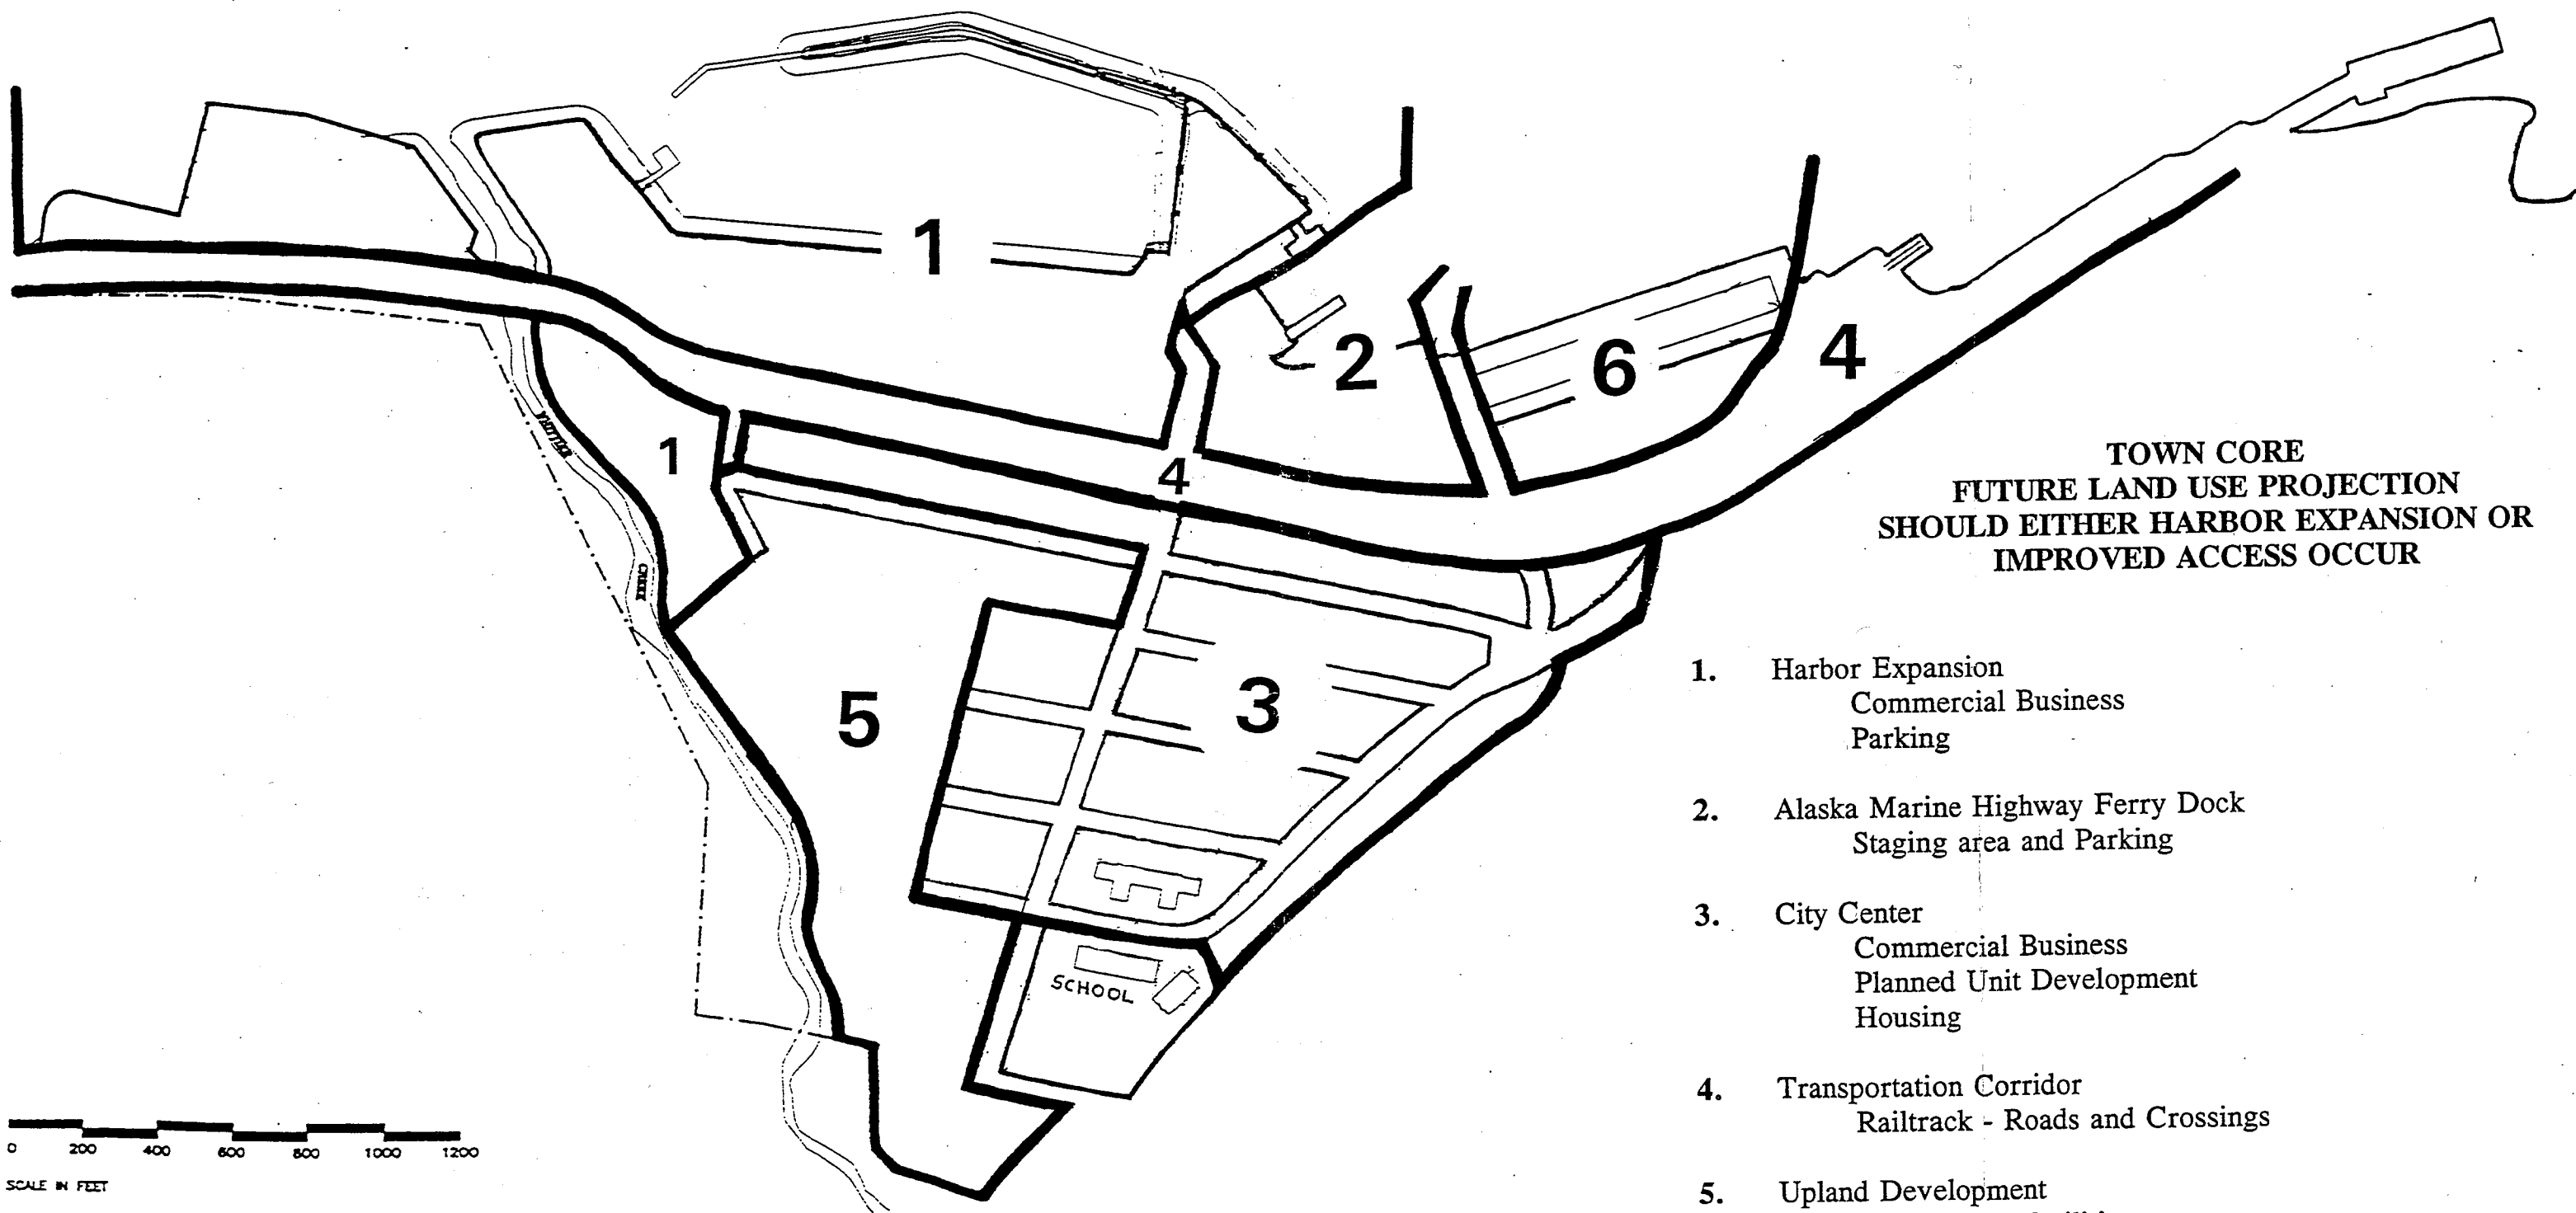 1
2
6
4
1
4
5
3
CREEK
SCHOOL
0 200 400 600 800 1000 1200
SCALE IN FEET
TOWN CORE
FUTURE LAND USE PROJECTION
SHOULD EITHER HARBOR EXPANSION OR
IMPROVED ACCESS OCCUR
1. Harbor Expansion
Commercial Business
Parking
2. Alaska Marine Highway Ferry Dock
Staging area and Parking
3. City Center
Commercial Business
Planned Unit Development
Housing
4. Transportation Corridor
Railtrack - Roads and Crossings
5. Upland Development